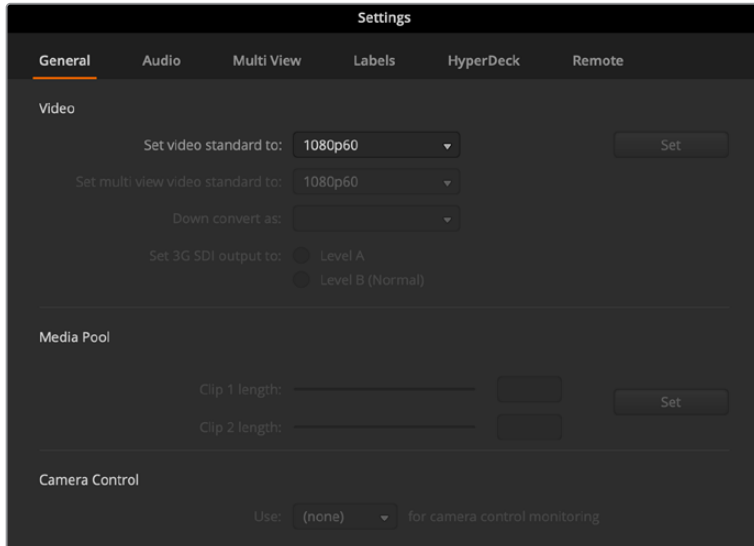 Settings
General Audio Multi View Labels HyperDeck Remote
Video
Set video standard to: 1080p60 Set
Set multi view video standard to: 1080p60
Down convert as:
Set 3G SDI output to: Level A
Level B (Normal)
Media Pool
Clip 1 length:
Set
Clip 2 length:
Camera Control
Use: (none) for camera control monitoring